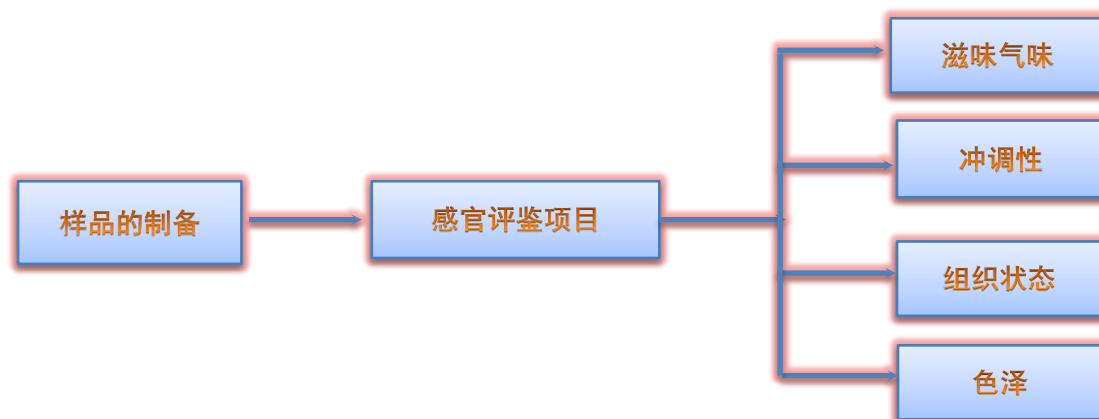 样品的制备
感官评鉴项目
滋味气味
冲调性
组织状态
色泽